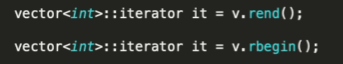 vector<int>::iterator it = v.rend();
vector<int>::iterator it = v.rbegin();